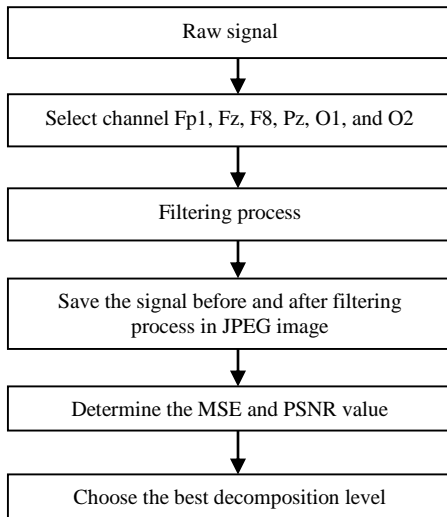 Raw signal
Select channel Fp1, Fz, F8, Pz, O1, and O2
Filtering process
Save the signal before and after filtering
process in JPEG image
Determine the MSE and PSNR value
Choose the best decomposition level